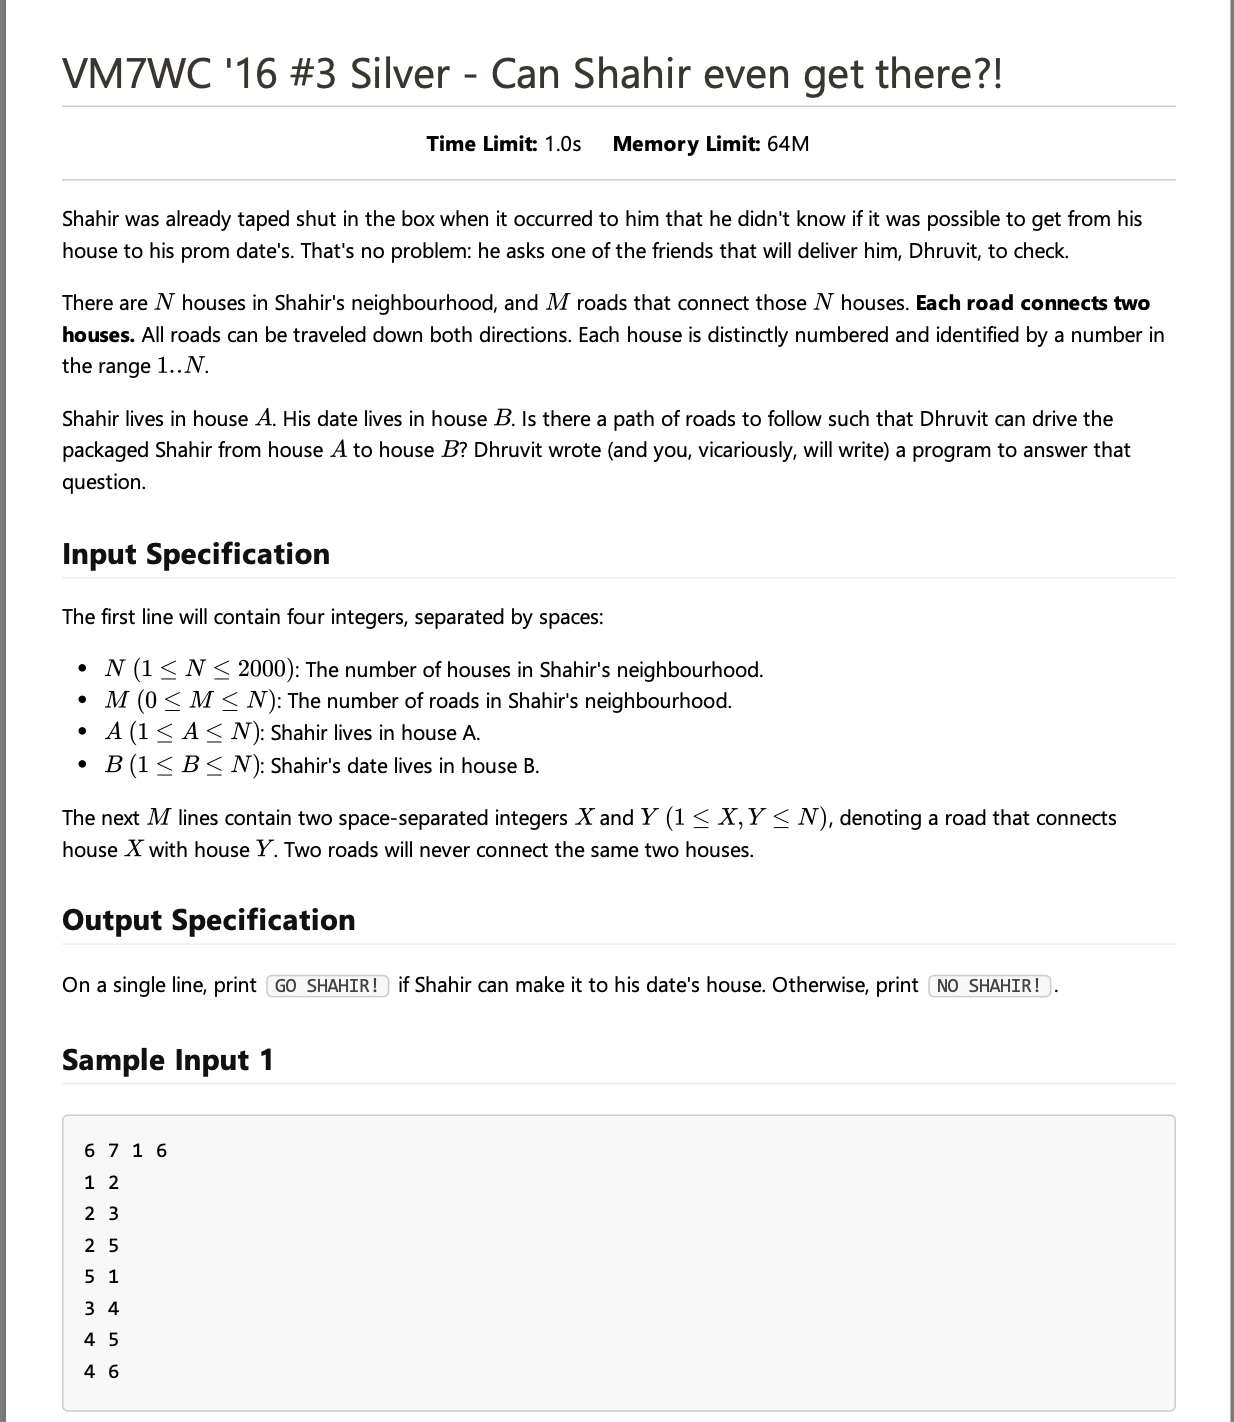 VM7WC '16 #3 Silver - Can Shahir even get there?!
Time Limit: 1.0s Memory Limit: 64M
Shahir was already taped shut in the box when it occurred to him that he didn't know if it was possible to get from his
house to his prom date's. That's no problem: he asks one of the friends that will deliver him, Dhruvit, to check.
There are N houses in Shahir's neighbourhood, and M roads that connect those N houses. Each road connects two
houses. All roads can be traveled down both directions. Each house is distinctly numbered and identified by a number in
the range 1..N.
Shahir lives in house A. His date lives in house B. Is there a path of roads to follow such that Dhruvit can drive the
packaged Shahir from house A to house B? Dhruvit wrote (and you, vicariously, will write) a program to answer that
question.
Input Specification
The first line will contain four integers, separated by spaces:
• N (1 ≤ N ≤ 2000): The number of houses in Shahir's neighbourhood.
• M (0 ≤ M ≤ N): The number of roads in Shahir's neighbourhood.
• A (1 ≤ A ≤ N): Shahir lives in house A.
• B (1 ≤ B ≤ N): Shahir's date lives in house B.
The next M lines contain two space-separated integers X and Y (1 ≤ X, Y ≤ N), denoting a road that connects
house X with house Y. Two roads will never connect the same two houses.
Output Specification
On a single line, print GO SHAHIR! if Shahir can make it to his date's house. Otherwise, print NO SHAHIR! .
Sample Input 1
6 7 1 6
1 2
2 3
2 5
5 1
3 4
4 5
4 6